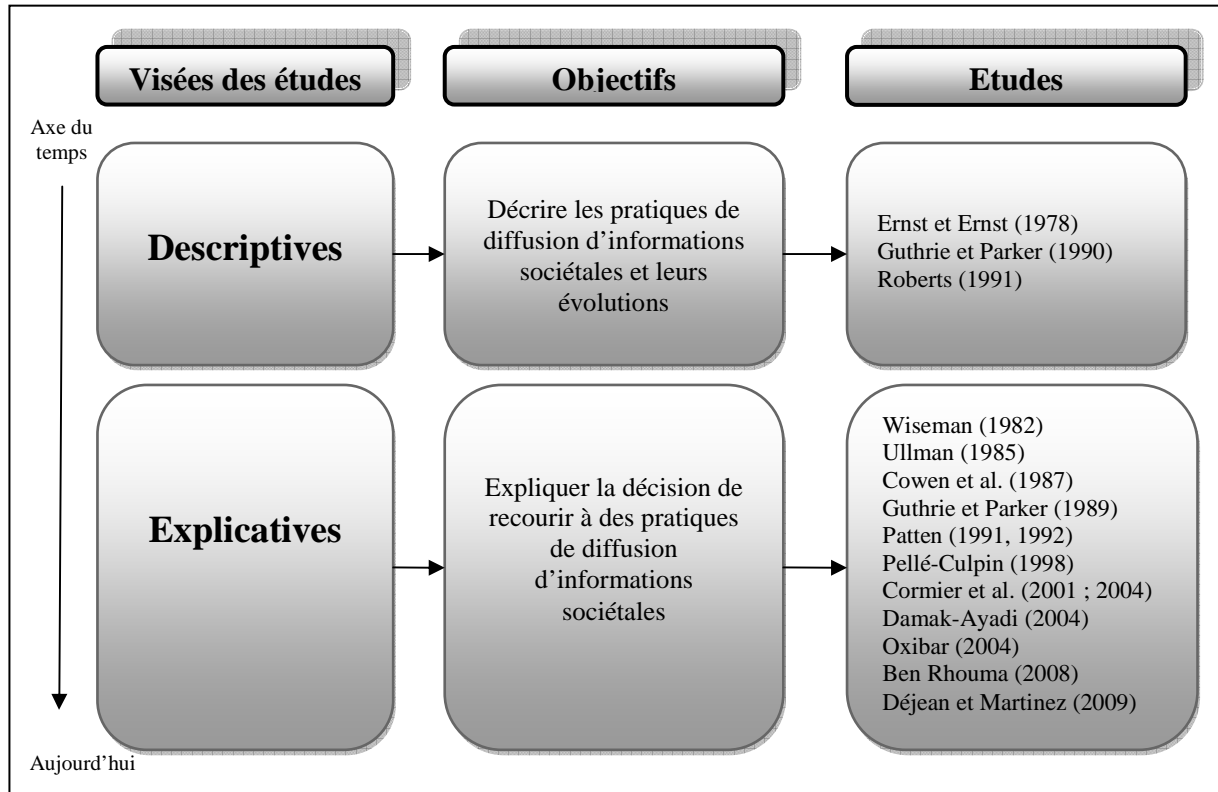 Visées des études
Objectifs
Etudes
Axe du
temps
Descriptives
Décrire les pratiques de
diffusion d’informations
sociétales et leurs
évolutions
Ernst et Ernst (1978)
Guthrie et Parker (1990)
Roberts (1991)
Explicatives
Expliquer la décision de
recourir à des pratiques
de diffusion
d’informations
sociétales
Wiseman (1982)
Ullman (1985)
Cowen et al. (1987)
Guthrie et Parker (1989)
Patten (1991, 1992)
Pellé-Culpin (1998)
Cormier et al. (2001 ; 2004)
Damak-Ayadi (2004)
Oxibar (2004)
Ben Rhouma (2008)
Déjean et Martinez (2009)
Aujourd’hui